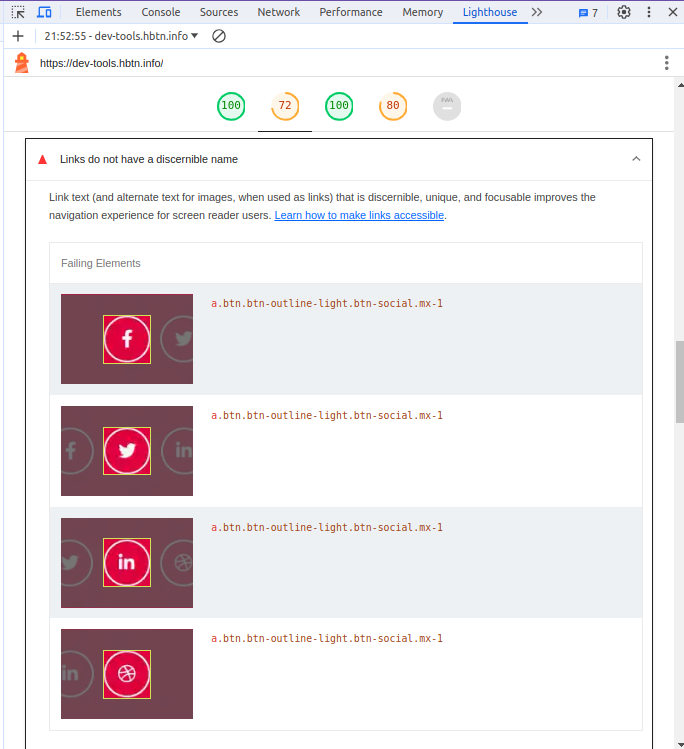 Elements Console Sources Network Performance Memory Lighthouse 7
21:52:55 - dev-tools.hbtn.info
https://dev-tools.hbtn.info/
100 72 100 80 PWA
Links do not have a discernible name
Link text (and alternate text for images, when used as links) that is discernible, unique, and focusable improves the
navigation experience for screen reader users. Learn how to make links accessible.
Failing Elements
a.btn.btn-outline-light.btn-social.mx-1
a.btn.btn-outline-light.btn-social.mx-1
a.btn.btn-outline-light.btn-social.mx-1
a.btn.btn-outline-light.btn-social.mx-1